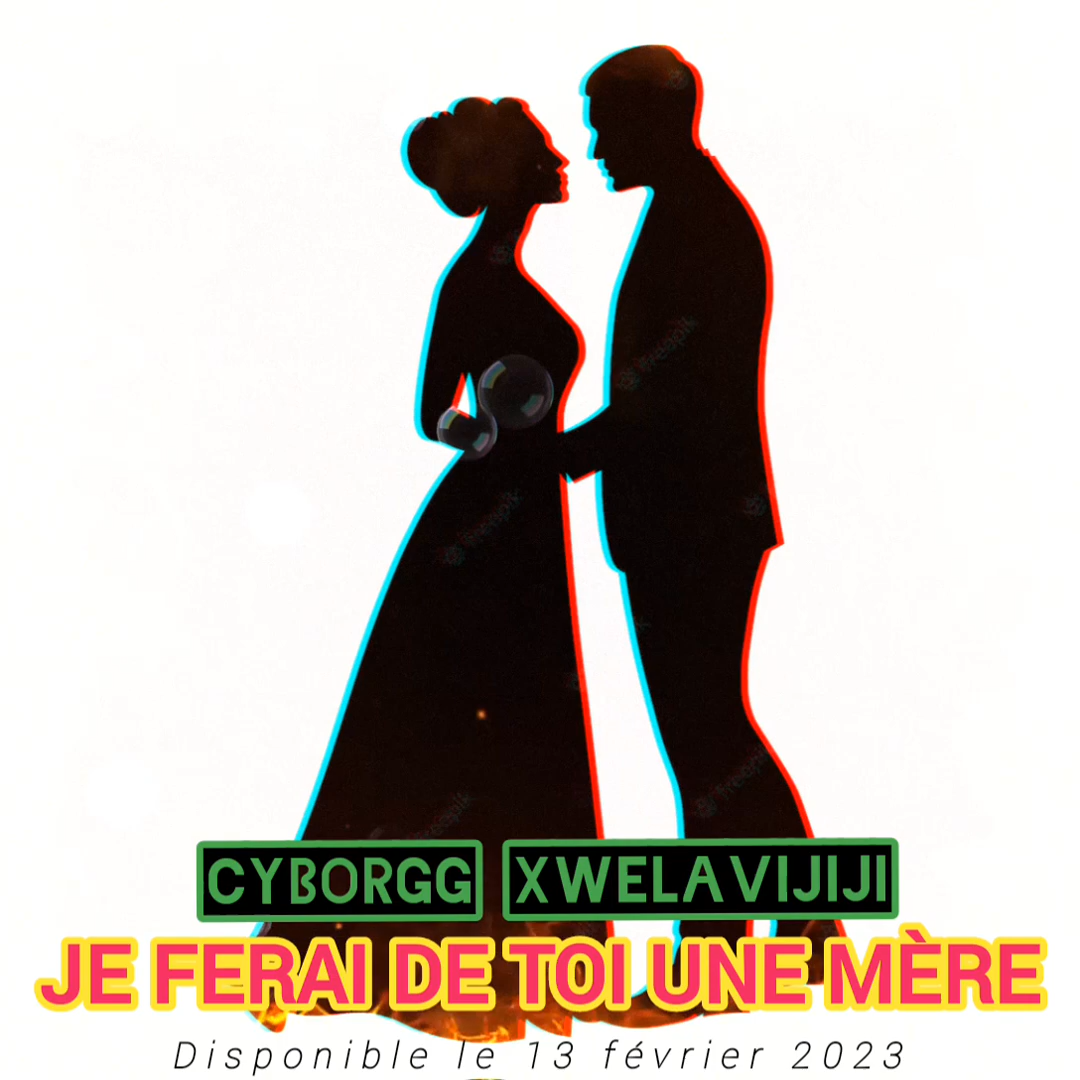 CYBORGG XWELAVIJIJI
JE FERAI DE TOI UNE MÈRE
Disponible le 13 février 2023